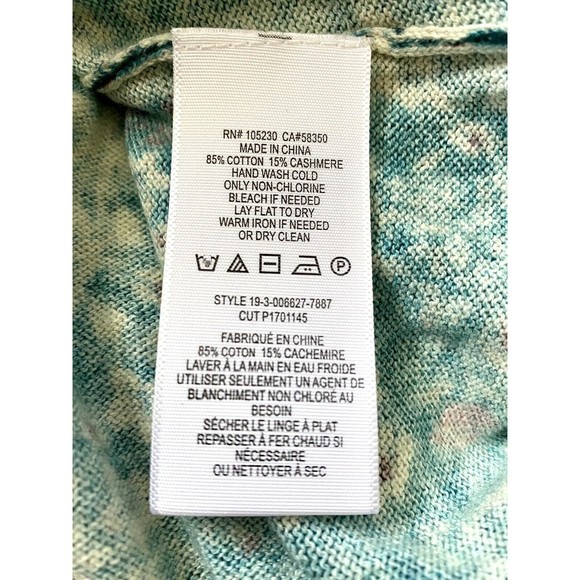 RN# 105230 CA#58350
MADE IN CHINA
85% COTTON 15% CASHMERE
HAND WASH COLD
ONLY NON-CHLORINE
BLEACH IF NEEDED
LAY FLAT TO DRY
WARM IRON IF NEEDED
OR DRY CLEAN
P
STYLE 19-3-006627-7887
CUT P1701145
FABRIQUÉ EN CHINE
85% COTON 15% CACHEMIRE
LAVER À LA MAIN EN EAU FROIDE
UTILISER SEULEMENT UN AGENT DE
BLANCHIMENT NON CHLORÉ AU
BESOIN
SÉCHER LE LINGE À PLAT
REPASSER À FER CHAUD SI
NÉCESSAIRE
OU NETTOYER À SEC